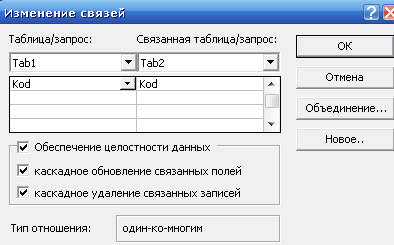 Изменение связей
Таблица/запрос: Связанная таблица/запрос:
Tab1 Tab2
Kod Kod
Обеспечение целостности данных
каскадное обновление связанных полей
каскадное удаление связанных записей
Тип отношения: один-ко-многим
OK
Отмена
Объединение...
Новое..